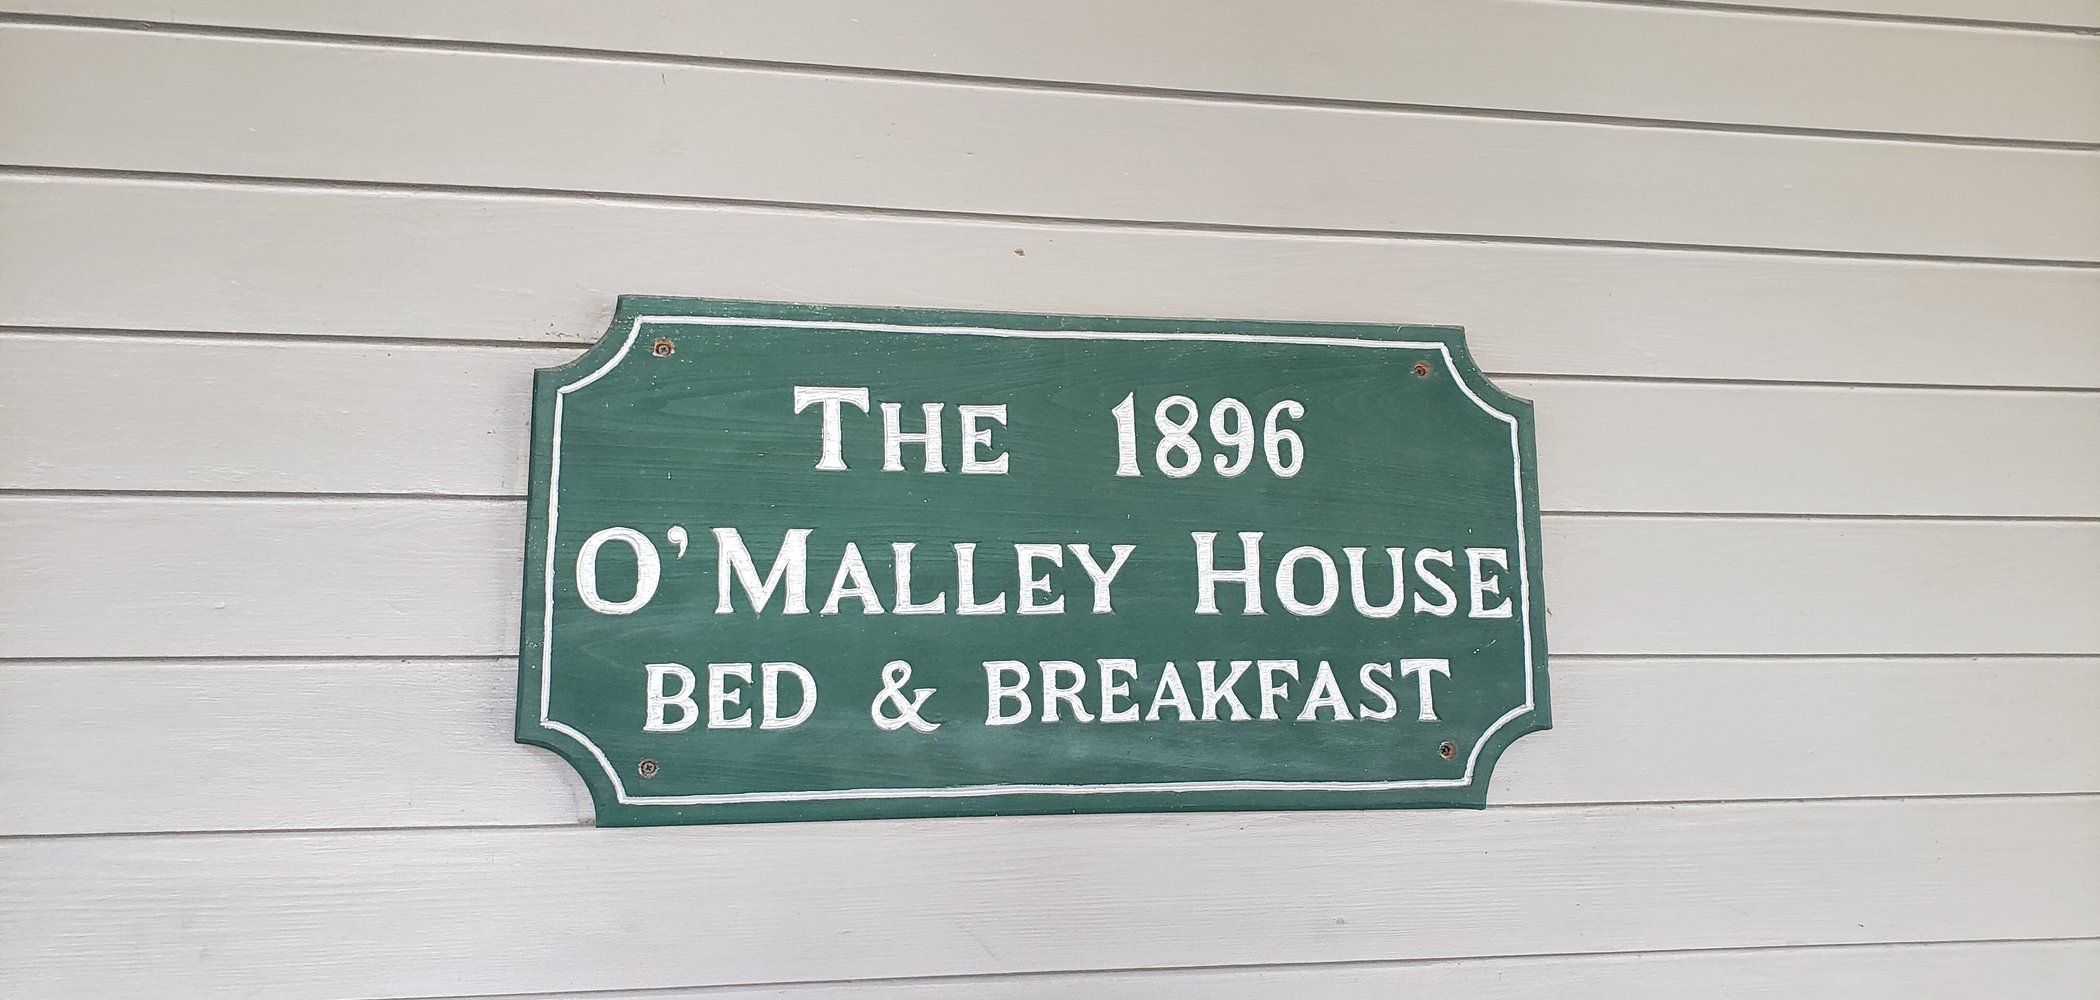 THE 1896
O'MALLEY HOUSE
BED & BREAKFAST